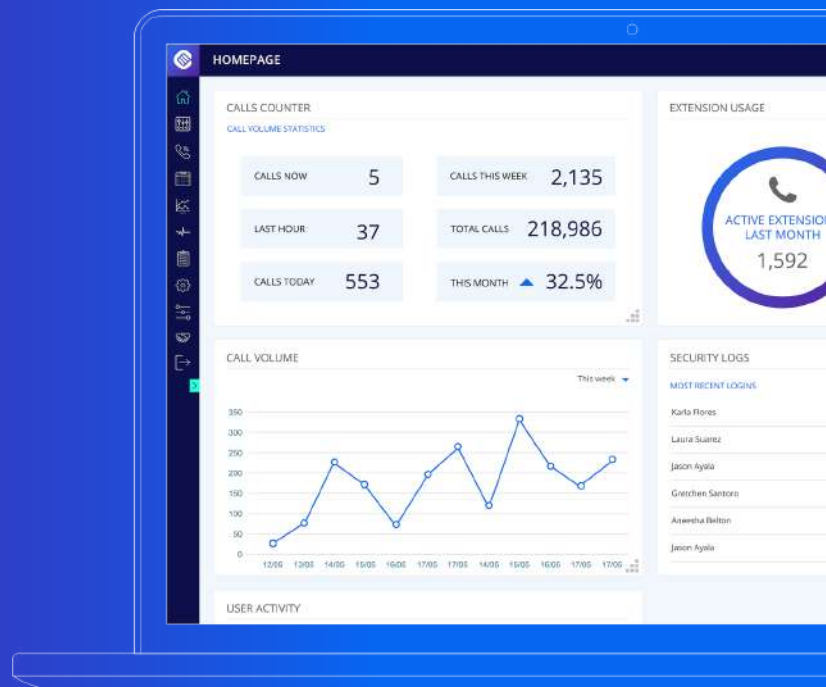 HOMEPAGE
CALLS COUNTER
CALL VOLUME STATISTICS
CALLS NOW 5
CALLS THIS WEEK 2,135
LAST HOUR 37
TOTAL CALLS 218,986
CALLS TODAY 553
THIS MONTH 32.5%
EXTENSION USAGE
ACTIVE EXTENSION
LAST MONTH
1,592
CALL VOLUME
This week
350
300
250
200
150
100
50
0
12/05 13/05 14/05 15/05 16/05 17/05 17/05 14/05 15/05 16/05 17/05 17/05
SECURITY LOGS
MOST RECENT LOGINS
Karla Flores
Laura Suarez
Jason Ayala
Gretchen Santoro
Aneesha Belton
Jason Ayala
USER ACTIVITY